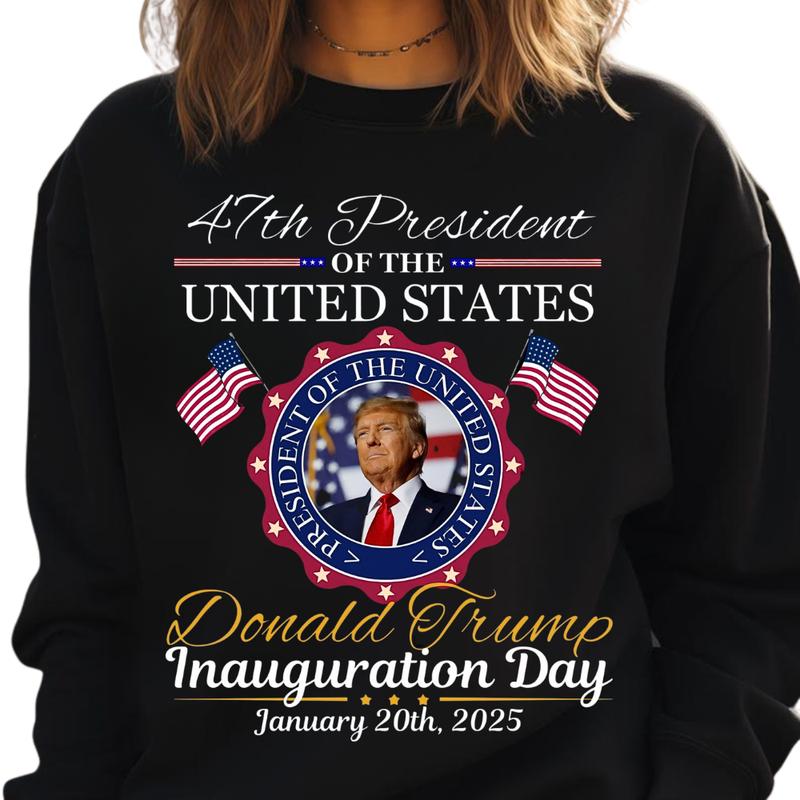 47th President
OF THE
UNITED STATES
< PRESIDENT OF THE UNITED STATES >
Donald Trump
Inauguration Day
January 20th, 2025